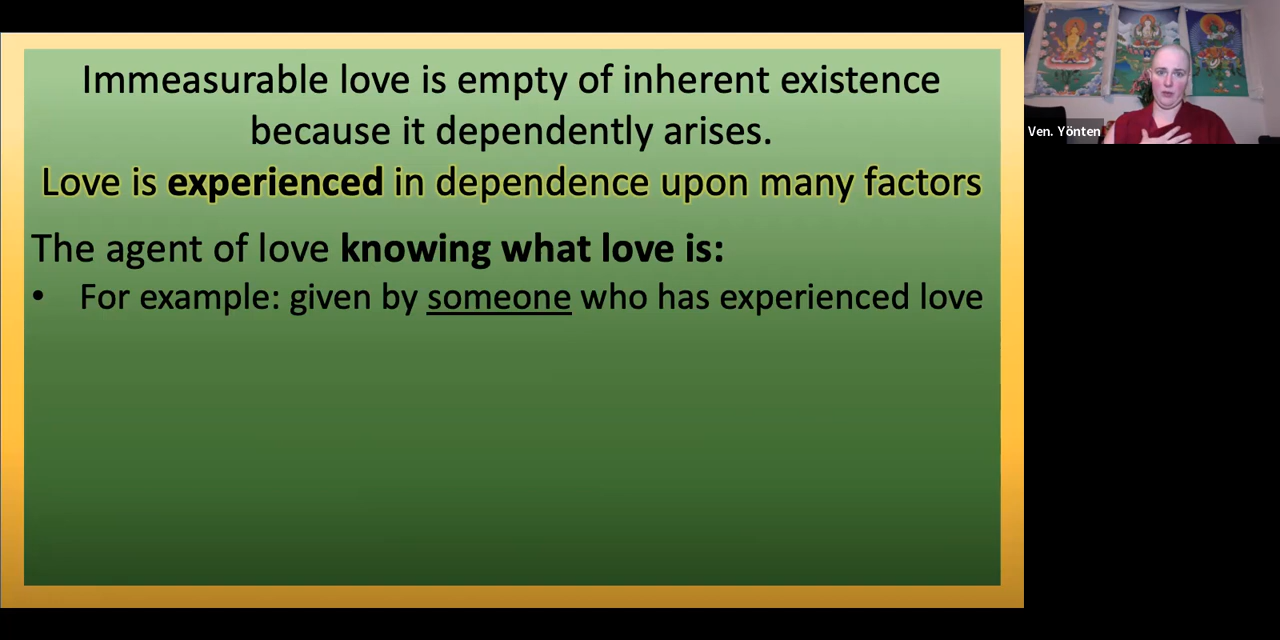 Immeasurable love is empty of inherent existence
because it dependently arises.
Love is experienced in dependence upon many factors
The agent of love knowing what love is:
• For example: given by someone who has experienced love
Ven. Yönten